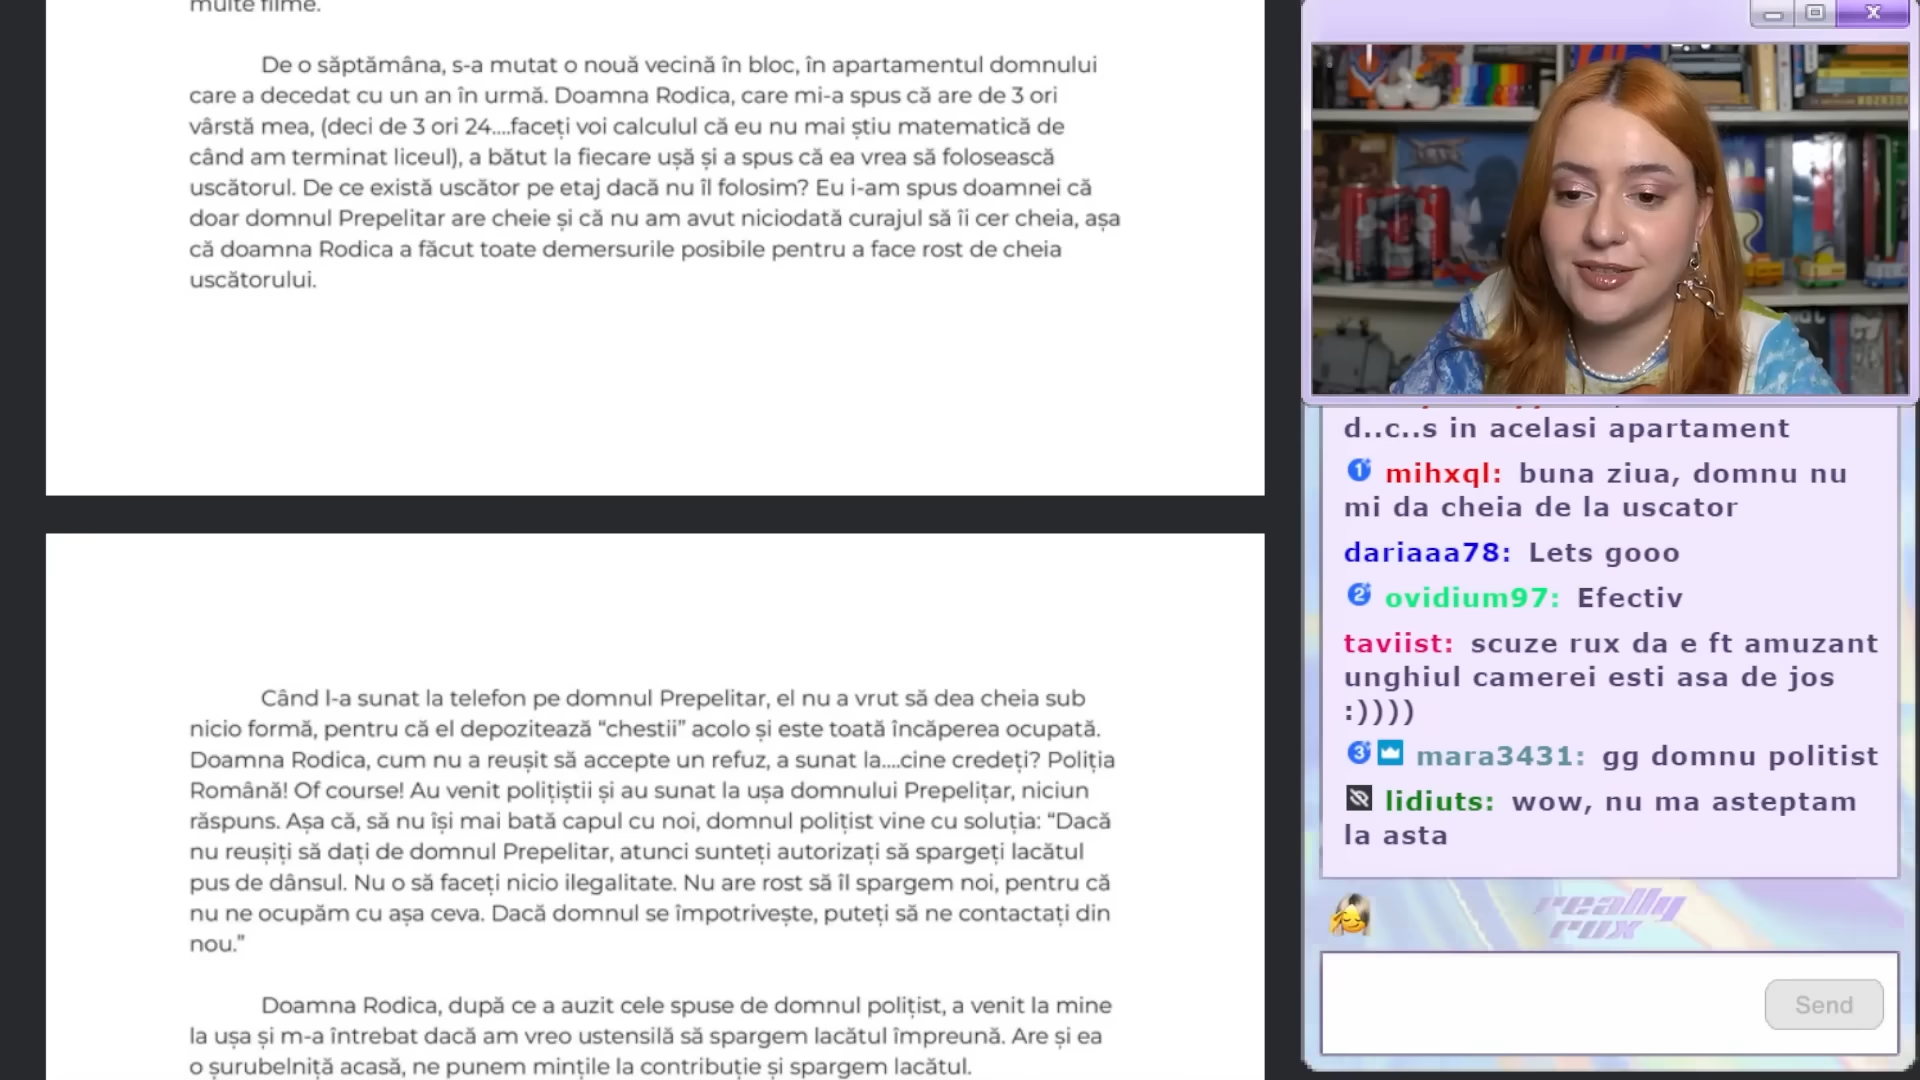 multe filme.
De o săptămâna, s-a mutat o nouă vecină în bloc, în apartamentul domnului
care a decedat cu un an în urmă. Doamna Rodica, care mi-a spus că are de 3 ori
vârstă mea, (deci de 3 ori 24....faceți voi calculul că eu nu mai știu matematică de
când am terminat liceul), a bătut la fiecare ușă și a spus că ea vrea să folosească
uscătorul. De ce există uscător pe etaj dacă nu îl folosim? Eu i-am spus doamnei că
doar domnul Prepelitar are cheie și că nu am avut niciodată curajul să îi cer cheia, așa
că doamna Rodica a făcut toate demersurile posibile pentru a face rost de cheia
uscătorului.
Când l-a sunat la telefon pe domnul Prepelitar, el nu a vrut să dea cheia sub
nicio formă, pentru că el depozitează “chestii” acolo și este toată încăperea ocupată.
Doamna Rodica, cum nu a reușit să accepte un refuz, a sunat la....cine credeți? Poliția
Română! Of course! Au venit polițiștii și au sunat la ușa domnului Prepelițar, niciun
răspuns. Așa că, să nu își mai bată capul cu noi, domnul polițist vine cu soluția: “Dacă
nu reușiți să dați de domnul Prepelitar, atunci sunteți autorizați să spargeți lacătul
pus de dânsul. Nu o să faceți nicio ilegalitate. Nu are rost să îl spargem noi, pentru că
nu ne ocupăm cu așa ceva. Dacă domnul se împotrivește, puteți să ne contactați din
nou.”
Doamna Rodica, după ce a auzit cele spuse de domnul polițist, a venit la mine
la ușa și m-a întrebat dacă am vreo ustensilă să spargem lacătul împreună. Are și ea
o șurubelniță acasă, ne punem mințile la contribuție și spargem lacătul.
d..c..s in acelasi apartament
1 mihxql: buna ziua, domnu nu
mi da cheia de la uscator
dariaaa78: Lets gooo
2 ovidium97: Efectiv
taviist: scuze rux da e ft amuzant
unghiul camerei esti asa de jos
:))))
3 mara3431: gg domnu politist
lidiuts: wow, nu ma asteptam
la asta
really
rux
Send